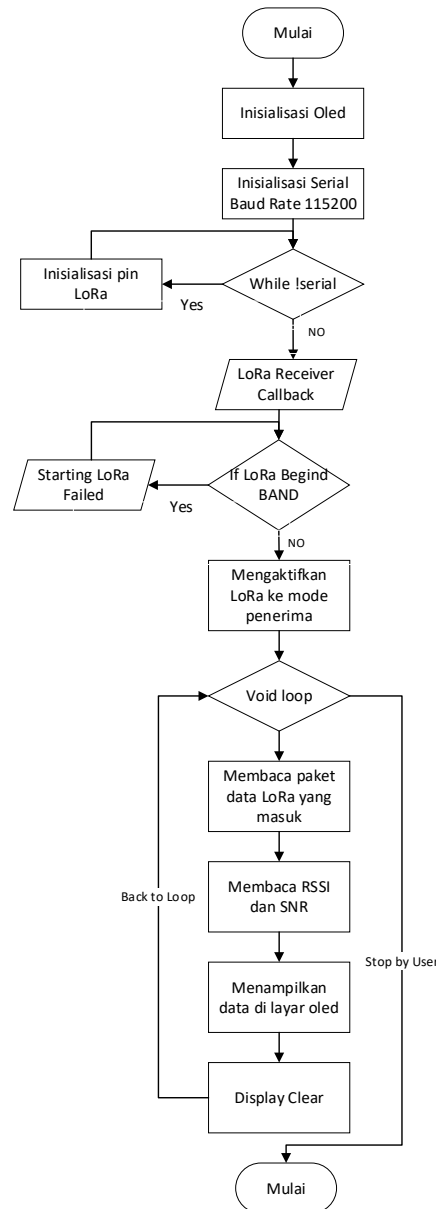 Mulai
Inisialisasi Oled
Inisialisasi Serial
Baud Rate 115200
While !serial
Inisialisasi pin
LoRa
Yes
NO
LoRa Receiver
Callback
If LoRa Begind
BAND
Starting LoRa
Failed
Yes
NO
Mengaktifkan
LoRa ke mode
penerima
Void loop
Membaca paket
data LoRa yang
masuk
Membaca RSSI
dan SNR
Back to Loop
Stop by User
Menampilkan
data di layar oled
Display Clear
Mulai